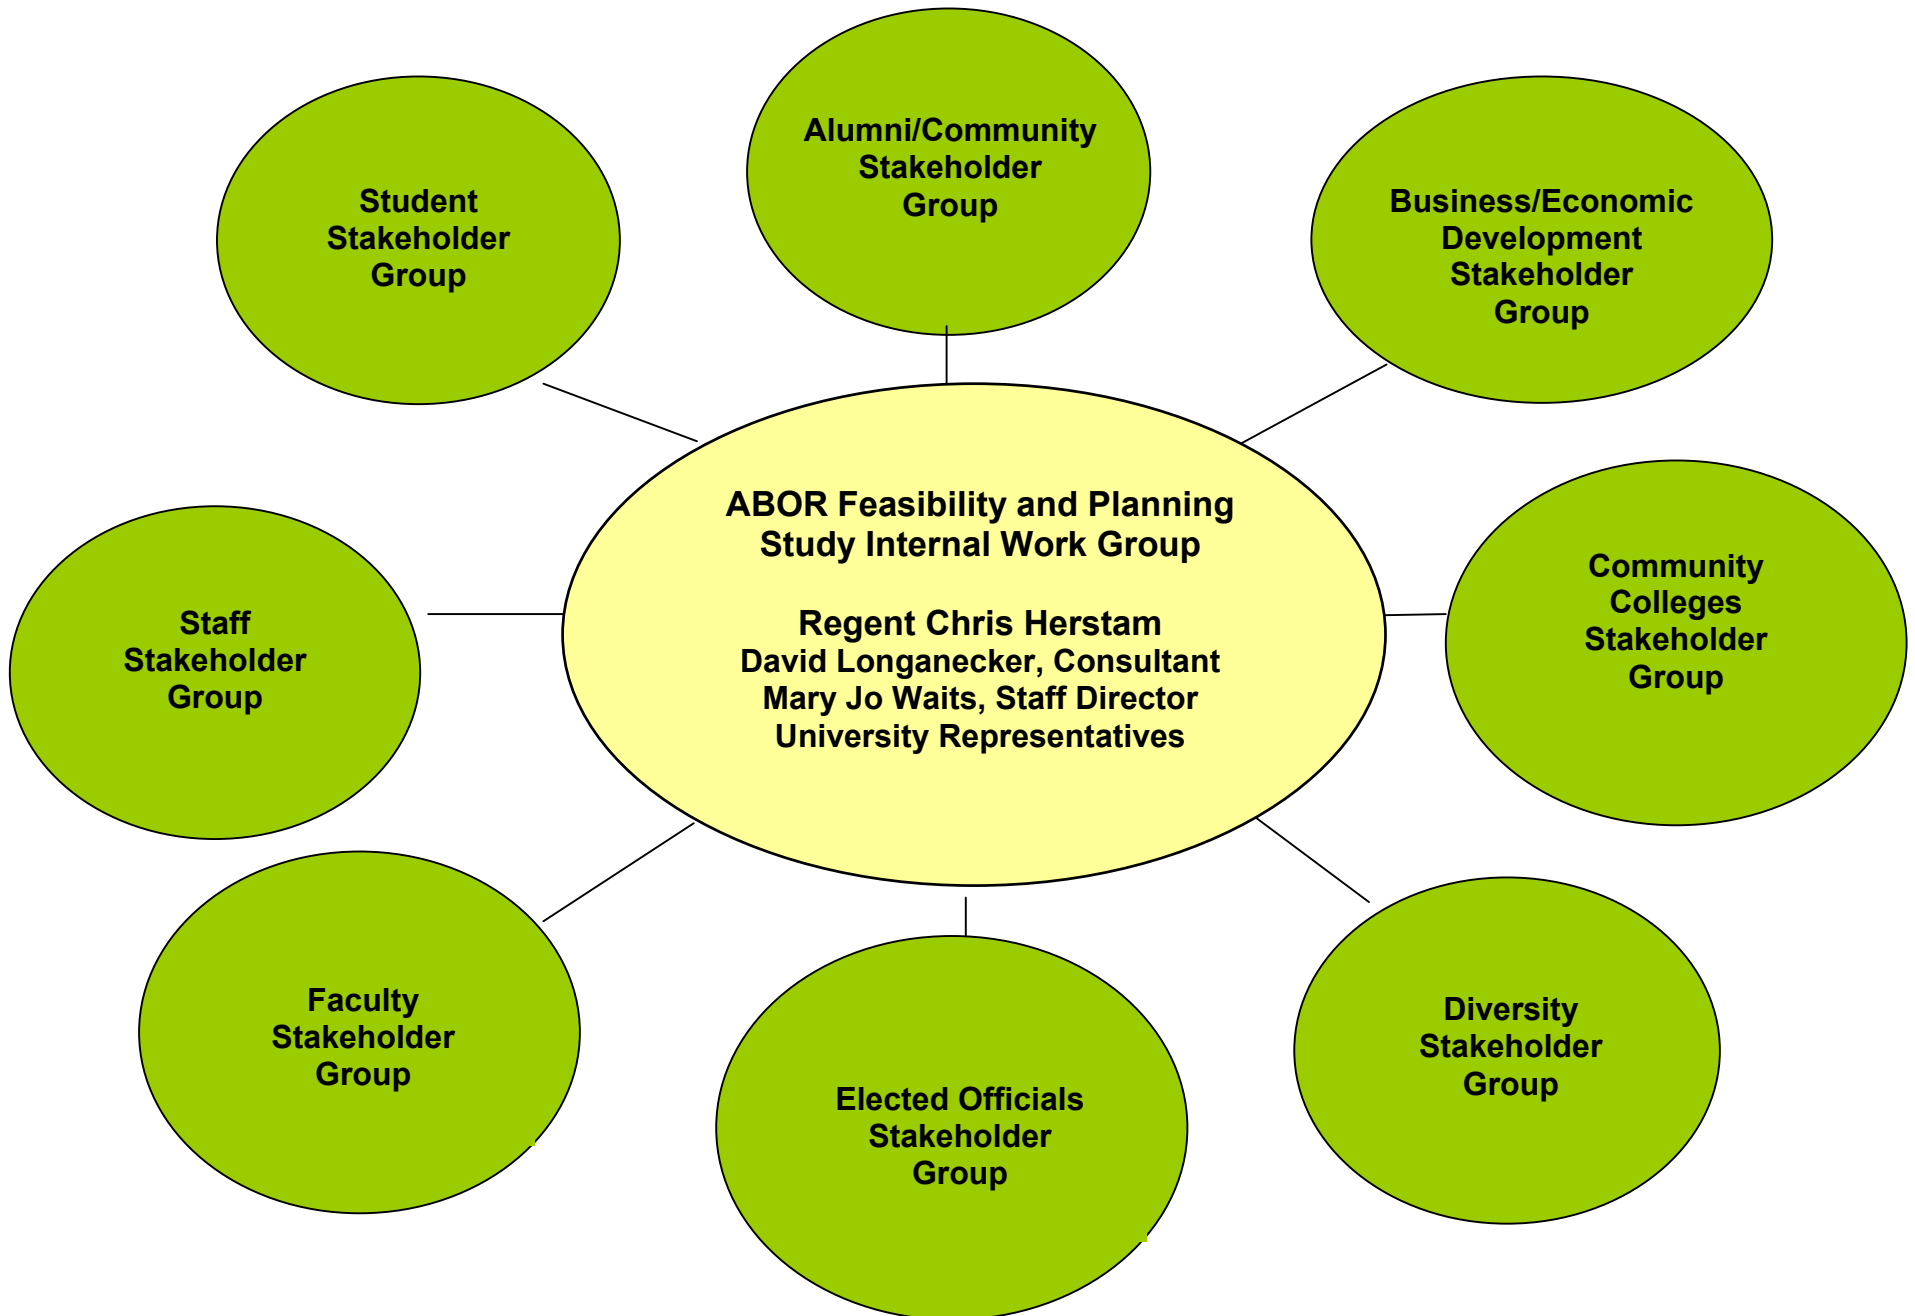 Alumni/Community
Stakeholder
Group
Student
Stakeholder
Group
Business/Economic
Development
Stakeholder
Group
ABOR Feasibility and Planning
Study Internal Work Group
Regent Chris Herstam
David Longanecker, Consultant
Mary Jo Waits, Staff Director
University Representatives
Community
Colleges
Stakeholder
Group
Staff
Stakeholder
Group
Faculty
Stakeholder
Group
Diversity
Stakeholder
Group
Elected Officials
Stakeholder
Group